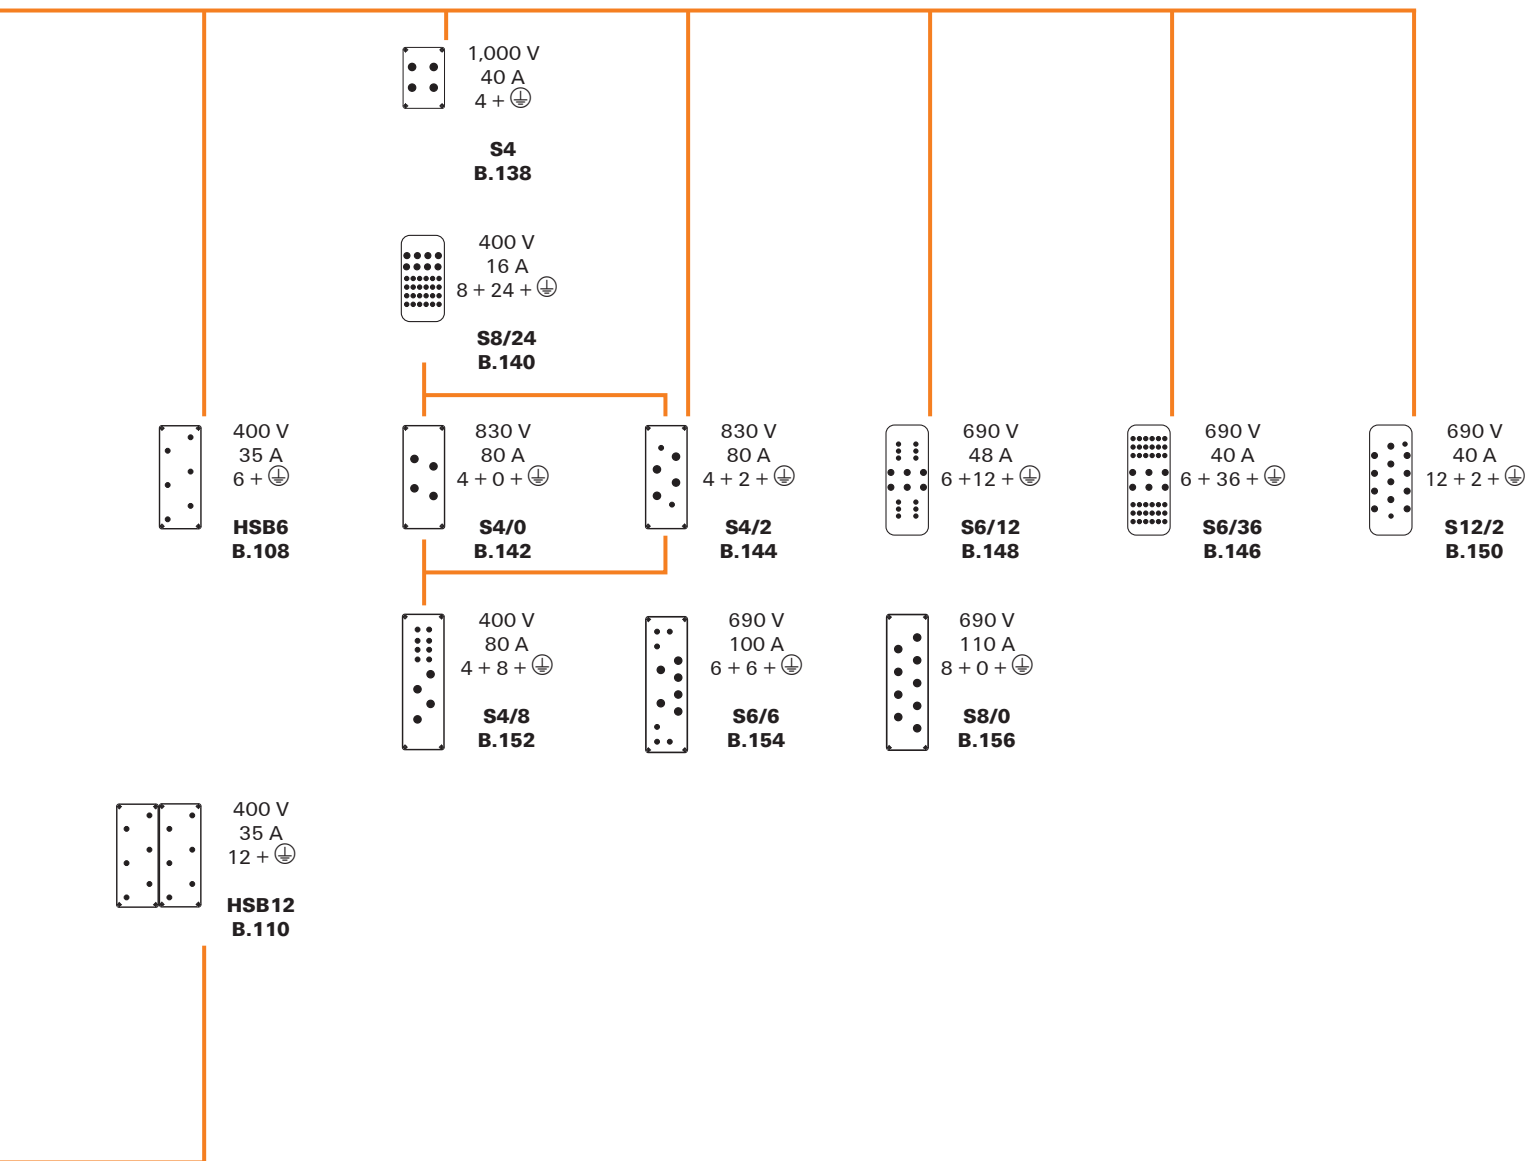 1,000 V
40 A
4 + ⏚
S4
B.138
400 V
16 A
8 + 24 + ⏚
S8/24
B.140
400 V
35 A
6 + ⏚
HSB6
B.108
830 V
80 A
4 + 0 + ⏚
S4/0
B.142
830 V
80 A
4 + 2 + ⏚
S4/2
B.144
690 V
48 A
6 +12 + ⏚
S6/12
B.148
690 V
40 A
6 + 36 + ⏚
S6/36
B.146
690 V
40 A
12 + 2 + ⏚
S12/2
B.150
400 V
80 A
4 + 8 + ⏚
S4/8
B.152
690 V
100 A
6 + 6 + ⏚
S6/6
B.154
690 V
110 A
8 + 0 + ⏚
S8/0
B.156
400 V
35 A
12 + ⏚
HSB12
B.110